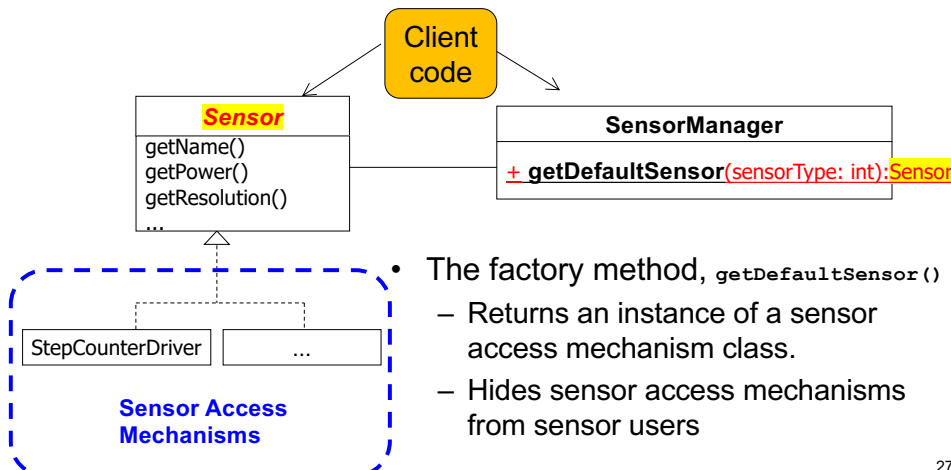 Client
code
Sensor
getName()
getPower()
getResolution()
...
SensorManager
+ getDefaultSensor(sensorType: int):Sensor
StepCounterDriver
...
Sensor Access
Mechanisms
• The factory method, getDefaultSensor()
– Returns an instance of a sensor
access mechanism class.
– Hides sensor access mechanisms
from sensor users
27